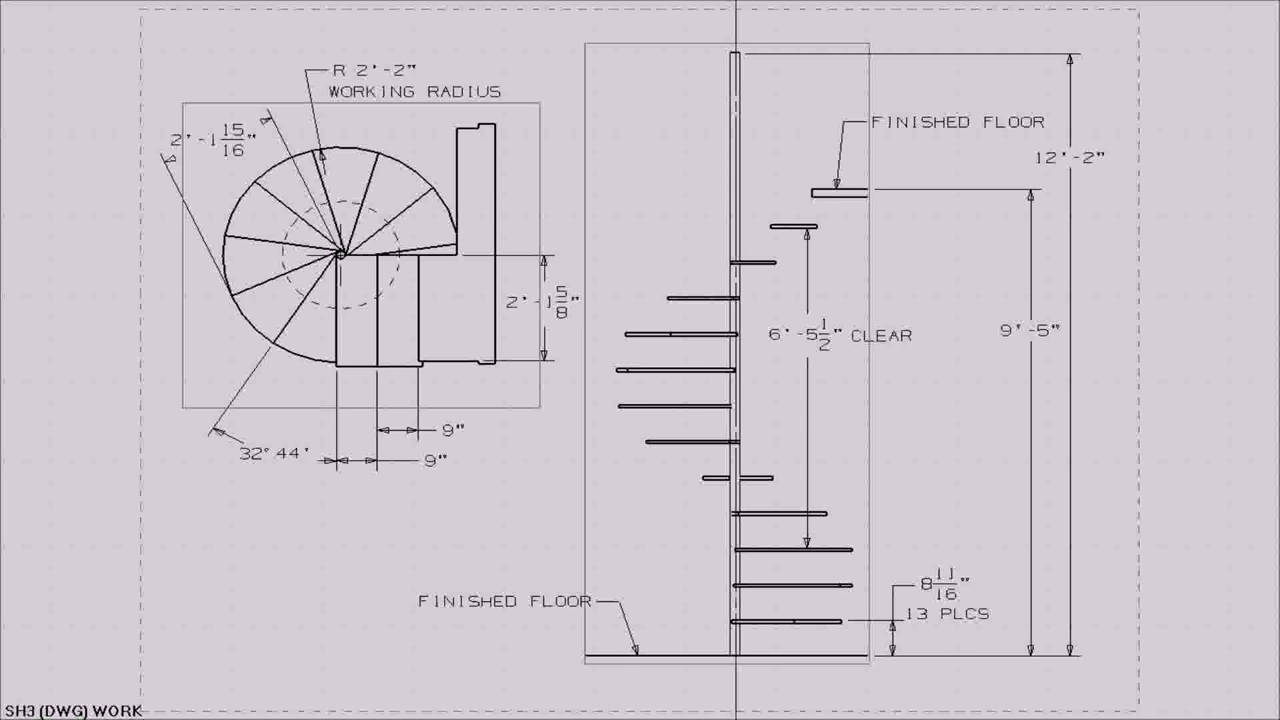 R 2'-2"
WORKING RADIUS
2'-1 15/16"
FINISHED FLOOR
12'-2"
2'-1 5/8"
6'-5 1/2" CLEAR
9'-5"
9"
32°44'
9"
8 11/16"
13 PLCS
FINISHED FLOOR
SH3 (DWG) WORK